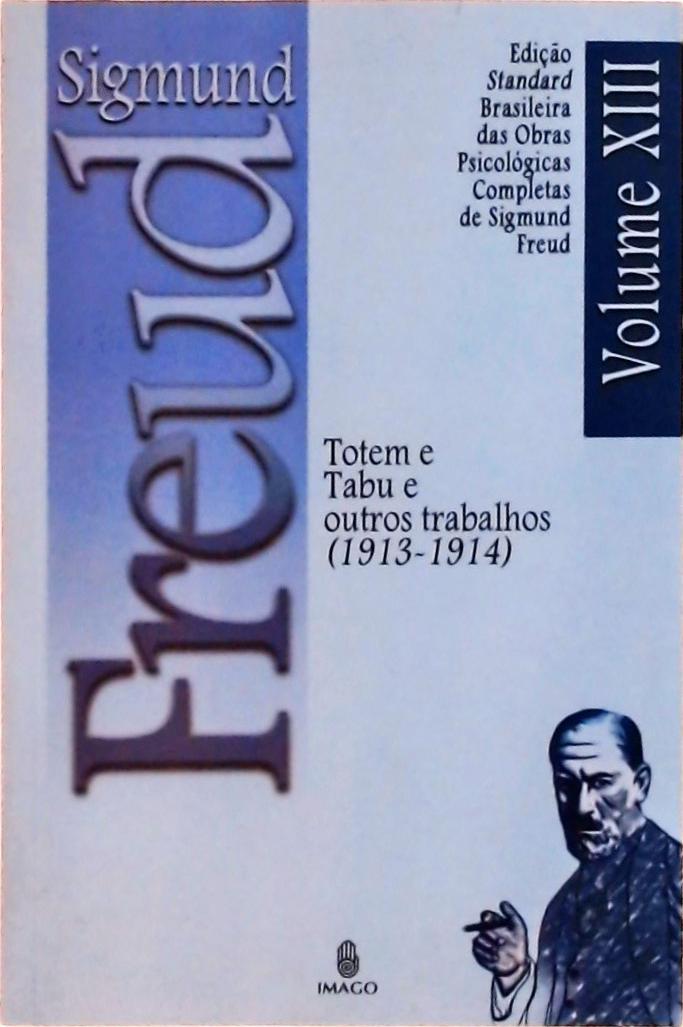 Sigmund
Freud
Edição
Standard
Brasileira
das Obras
Psicológicas
Completas
de Sigmund
Freud
Volume XIII
Totem e
Tabu e
outros trabalhos
(1913-1914)
IMAGO